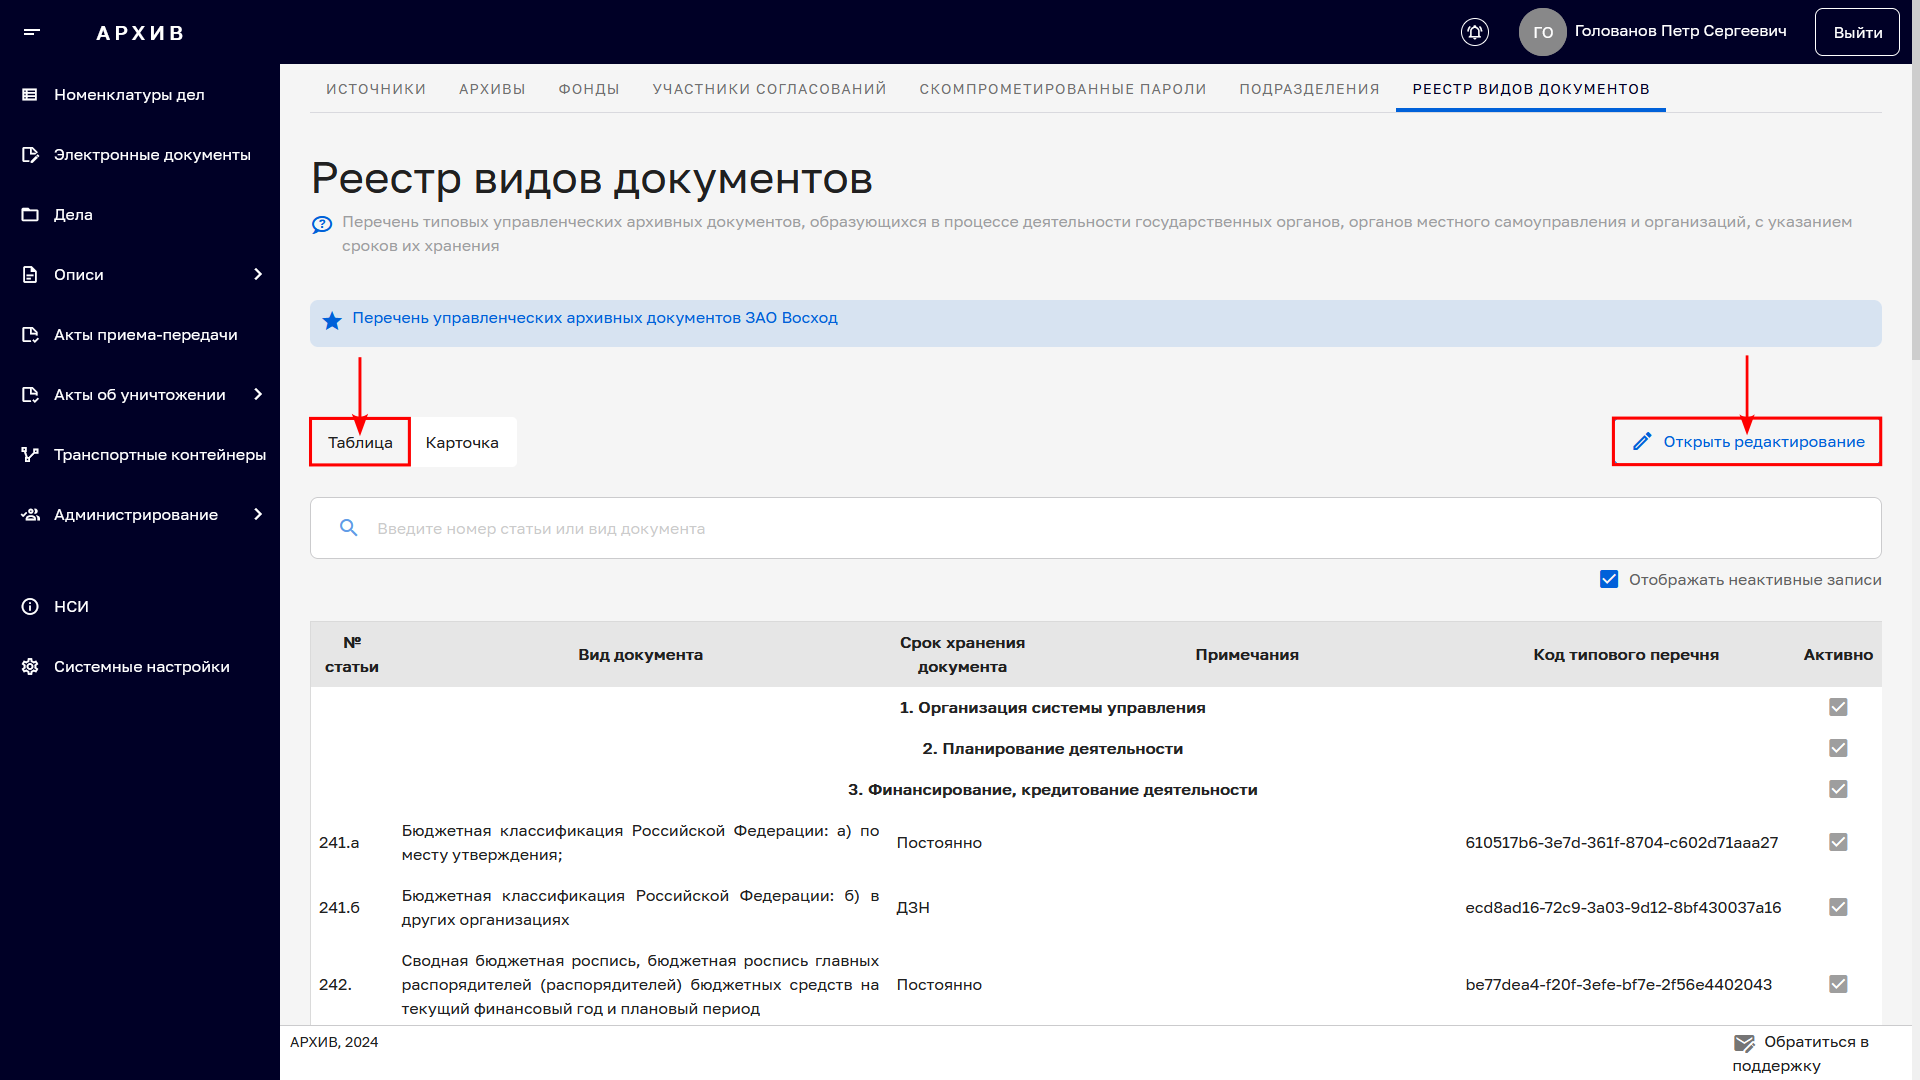 АРХИВ
ГО
Голованов Петр Сергеевич
Выйти
Номенклатуры дел
Электронные документы
Дела
Описи
Акты приема-передачи
Акты об уничтожении
Транспортные контейнеры
Администрирование
НСИ
Системные настройки
ИСТОЧНИКИ
АРХИВЫ
ФОНДЫ
УЧАСТНИКИ СОГЛАСОВАНИЙ
СКОМПРОМЕТИРОВАННЫЕ ПАРОЛИ
ПОДРАЗДЕЛЕНИЯ
РЕЕСТР ВИДОВ ДОКУМЕНТОВ
Реестр видов документов
Перечень типовых управленческих архивных документов, образующихся в процессе деятельности государственных органов, органов местного самоуправления и организаций, с указанием
сроков их хранения
Перечень управленческих архивных документов ЗАО Восход
Таблица
Карточка
Открыть редактирование
Введите номер статьи или вид документа
Отображать неактивные записи
№
статьи
Вид документа
Срок хранения
документа
Примечания
Код типового перечня
Активно
1. Организация системы управления
2. Планирование деятельности
3. Финансирование, кредитование деятельности
241.а
Бюджетная классификация Российской Федерации: а) по
месту утверждения;
Постоянно
610517b6-3e7d-361f-8704-c602d71aaa27
241.б
Бюджетная классификация Российской Федерации: б) в
других организациях
ДЗН
ecd8ad16-72c9-3a03-9d12-8bf430037a16
242.
Сводная бюджетная роспись, бюджетная роспись главных
распорядителей (распорядителей) бюджетных средств на
текущий финансовый год и плановый период
Постоянно
be77dea4-f20f-3efe-bf7e-2f56e4402043
АРХИВ, 2024
Обратиться в
поддержку